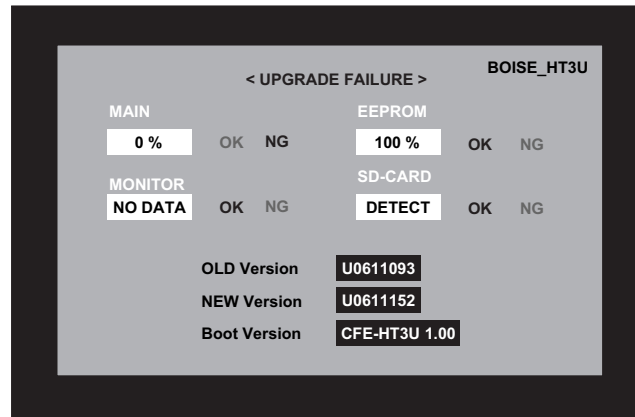 BOISE_HT3U
< UPGRADE FAILURE >
MAIN EEPROM
0 % OK NG 100 % OK NG
MONITOR SD-CARD
NO DATA OK NG DETECT OK NG
OLD Version U0611093
NEW Version U0611152
Boot Version CFE-HT3U 1.00